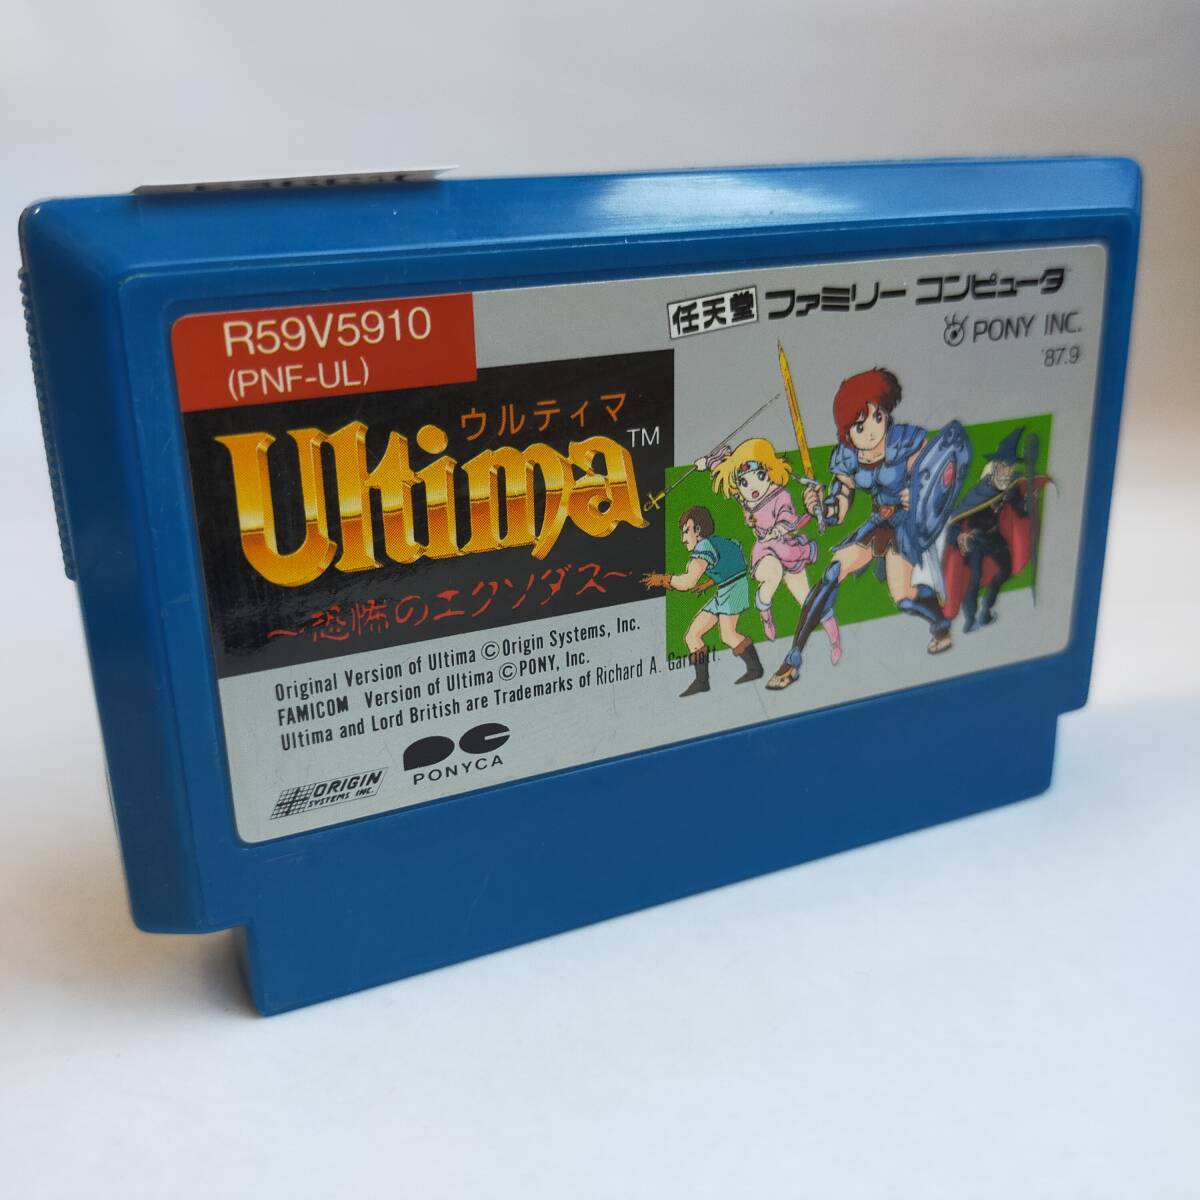 R59V5910
(PNF-UL)
任天堂 ファミリー コンピュータ
PONY INC.
'87.9
ウルティマ
Ultima™
〜恐怖のエクソダス〜
Original Version of Ultima ©Origin Systems, Inc.
FAMICOM Version of Ultima ©PONY, Inc.
Ultima and Lord British are Trademarks of Richard A. Garriott.
ORIGIN
SYSTEMS INC.
PONYCA